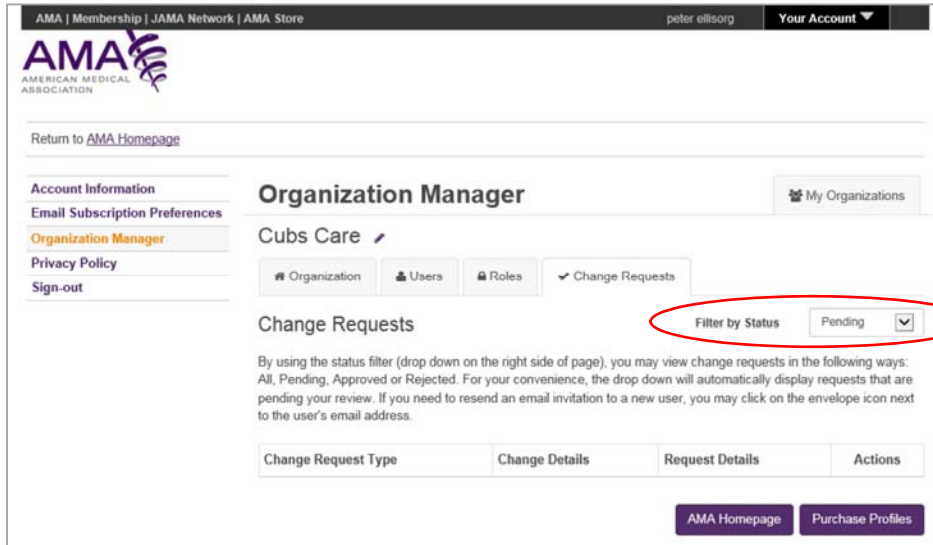 AMA | Membership | JAMA Network | AMA Store
peter ellisorg
Your Account
AMA
AMERICAN MEDICAL
ASSOCIATION
Return to AMA Homepage
Account Information
Email Subscription Preferences
Organization Manager
Privacy Policy
Sign-out
Organization Manager
My Organizations
Cubs Care
Organization
Users
Roles
Change Requests
Change Requests
Filter by Status
Pending
By using the status filter (drop down on the right side of page), you may view change requests in the following ways:
All, Pending, Approved or Rejected. For your convenience, the drop down will automatically display requests that are
pending your review. If you need to resend an email invitation to a new user, you may click on the envelope icon next
to the user's email address.
Change Request Type
Change Details
Request Details
Actions
AMA Homepage
Purchase Profiles